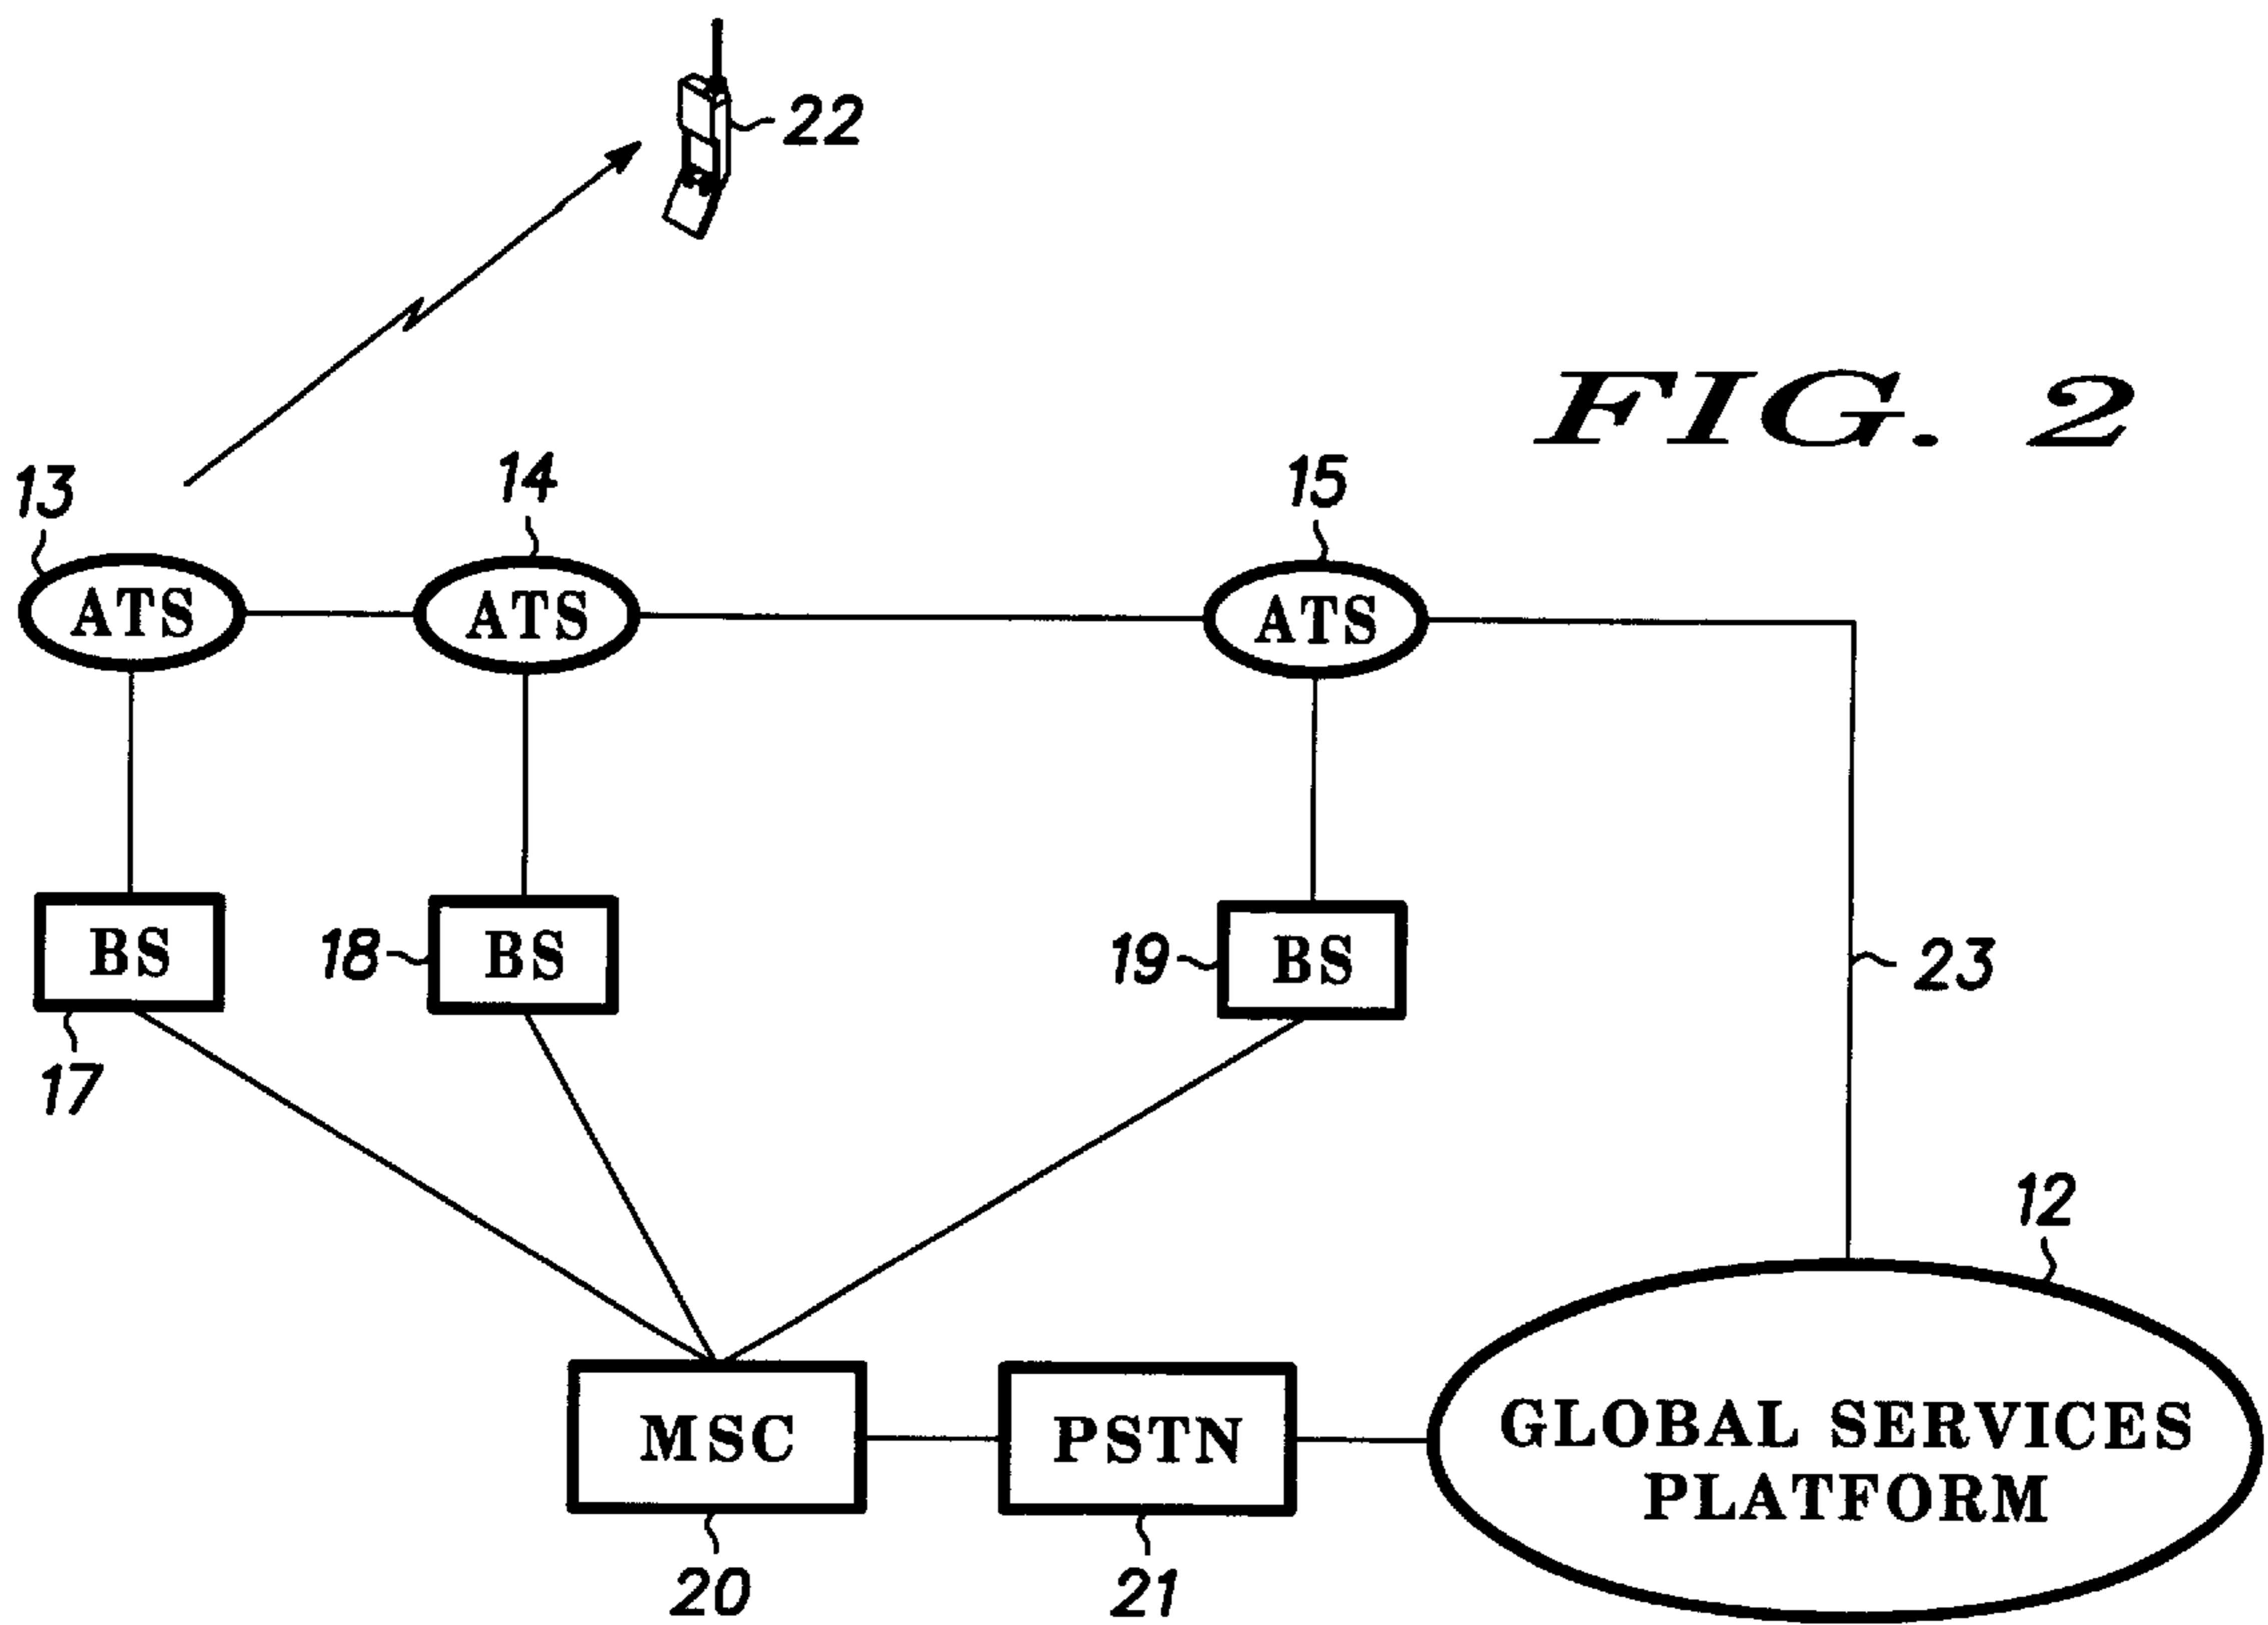 22
FIG. 2
13
14
15
ATS
ATS
ATS
BS
18
BS
19
BS
23
17
12
MSC
PSTN
GLOBAL SERVICES
PLATFORM
20
21